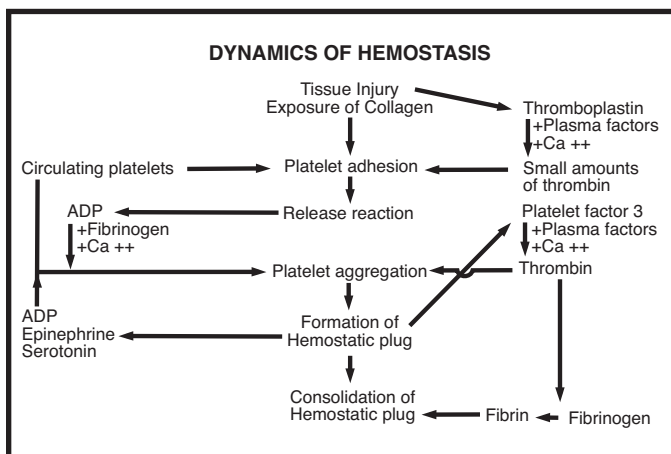 DYNAMICS OF HEMOSTASIS
Tissue Injury
Exposure of Collagen
Thromboplastin
+Plasma factors
+Ca ++
Circulating platelets
Platelet adhesion
Small amounts
of thrombin
ADP
+Fibrinogen
+Ca ++
Release reaction
Platelet factor 3
+Plasma factors
+Ca ++
Platelet aggregation
Thrombin
ADP
Epinephrine
Serotonin
Formation of
Hemostatic plug
Consolidation of
Hemostatic plug
Fibrin
Fibrinogen